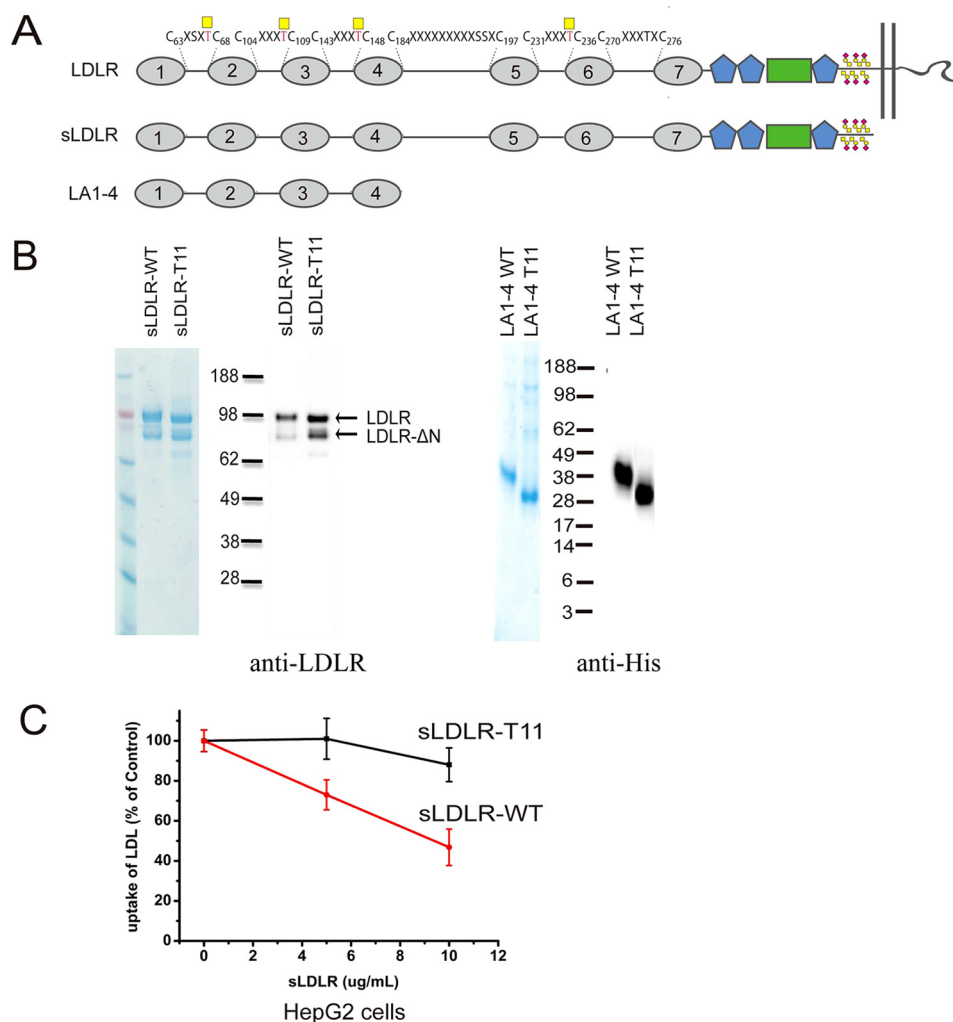 A
C63XSXTC68 C104XXXTC109C143XXXTC148 C184XXXXXXXXXSSXC197 C231XXXTC236C270XXXTXC276
LDLR 1 2 3 4 5 6 7
sLDLR 1 2 3 4 5 6 7
LA1-4 1 2 3 4
B
sLDLR-WT
sLDLR-T11
sLDLR-WT
sLDLR-T11
LA1-4 WT
LA1-4 T11
LA1-4 WT
LA1-4 T11
188
98
62
49
38
28
LDLR
LDLR-ΔN
188
98
62
49
38
28
17
14
6
3
anti-LDLR
anti-His
C
uptake of LDL (% of Control)
100
80
60
40
20
0
sLDLR-T11
sLDLR-WT
0 2 4 6 8 10 12
sLDLR (ug/mL)
HepG2 cells